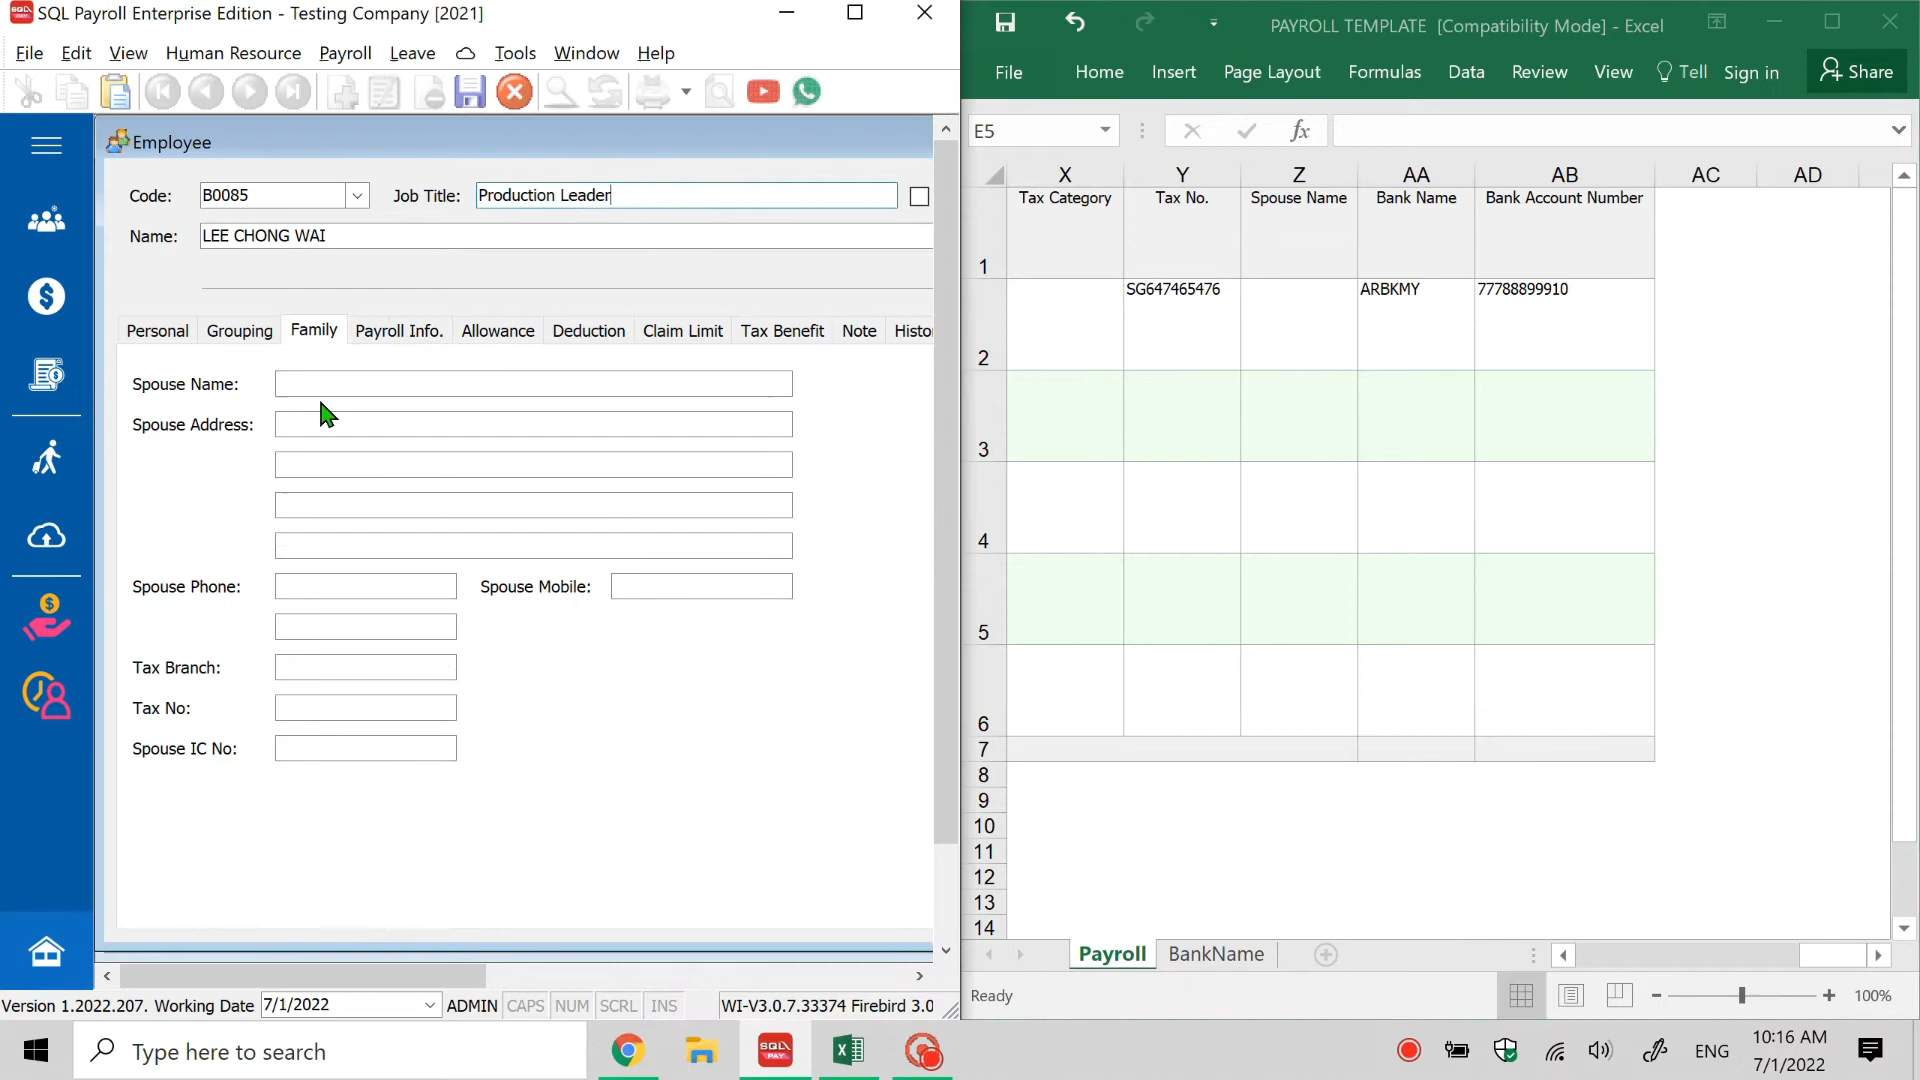 SQL Payroll Enterprise Edition - Testing Company [2021]
File Edit View Human Resource Payroll Leave Tools Window Help
Employee
Code: B0085 Job Title: Production Leader
Name: LEE CHONG WAI
Personal Grouping Family Payroll Info. Allowance Deduction Claim Limit Tax Benefit Note Histor
Spouse Name:
Spouse Address:
Spouse Phone: Spouse Mobile:
Tax Branch:
Tax No:
Spouse IC No:
Version 1.2022.207. Working Date 7/1/2022 ADMIN CAPS NUM SCRL INS WI-V3.0.7.33374 Firebird 3.0
PAYROLL TEMPLATE [Compatibility Mode] - Excel
File Home Insert Page Layout Formulas Data Review View Tell Sign in Share
E5 fx
X Y Z AA AB AC AD
Tax Category Tax No. Spouse Name Bank Name Bank Account Number
1
SG647465476 ARBKMY 77788899910
2
3
4
5
6
7
8
9
10
11
12
13
14
Payroll BankName
Ready 100%
Type here to search
SQL PAY
ENG
10:16 AM
7/1/2022